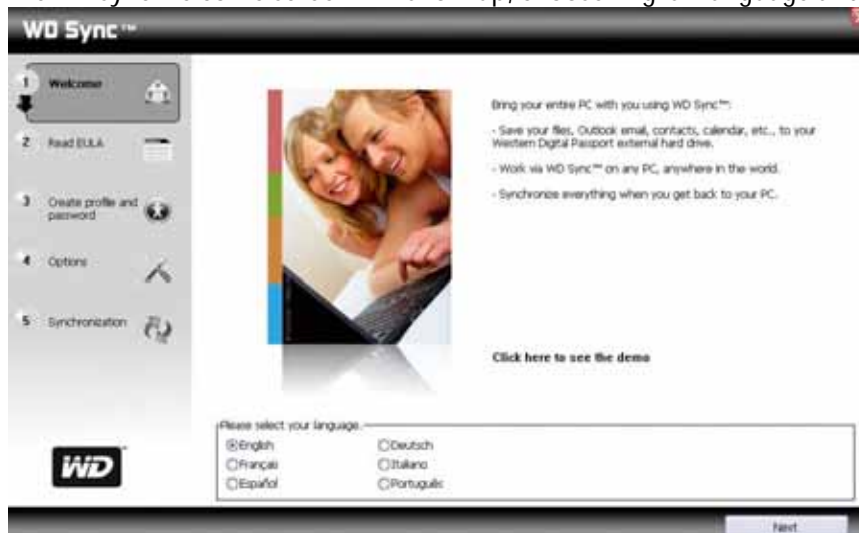 WD Sync™
1 Welcome
2 Read EULA
3 Create profile and
password
4 Options
5 Synchronization
WD
Bring your entire PC with you using WD Sync™:
- Save your files, Outlook email, contacts, calendar, etc., to your
Western Digital Passport external hard drive.
- Work via WD Sync™ on any PC, anywhere in the world.
- Synchronize everything when you get back to your PC.
Click here to see the demo
Please select your language.
English Deutsch
Français Italiano
Español Português
Next